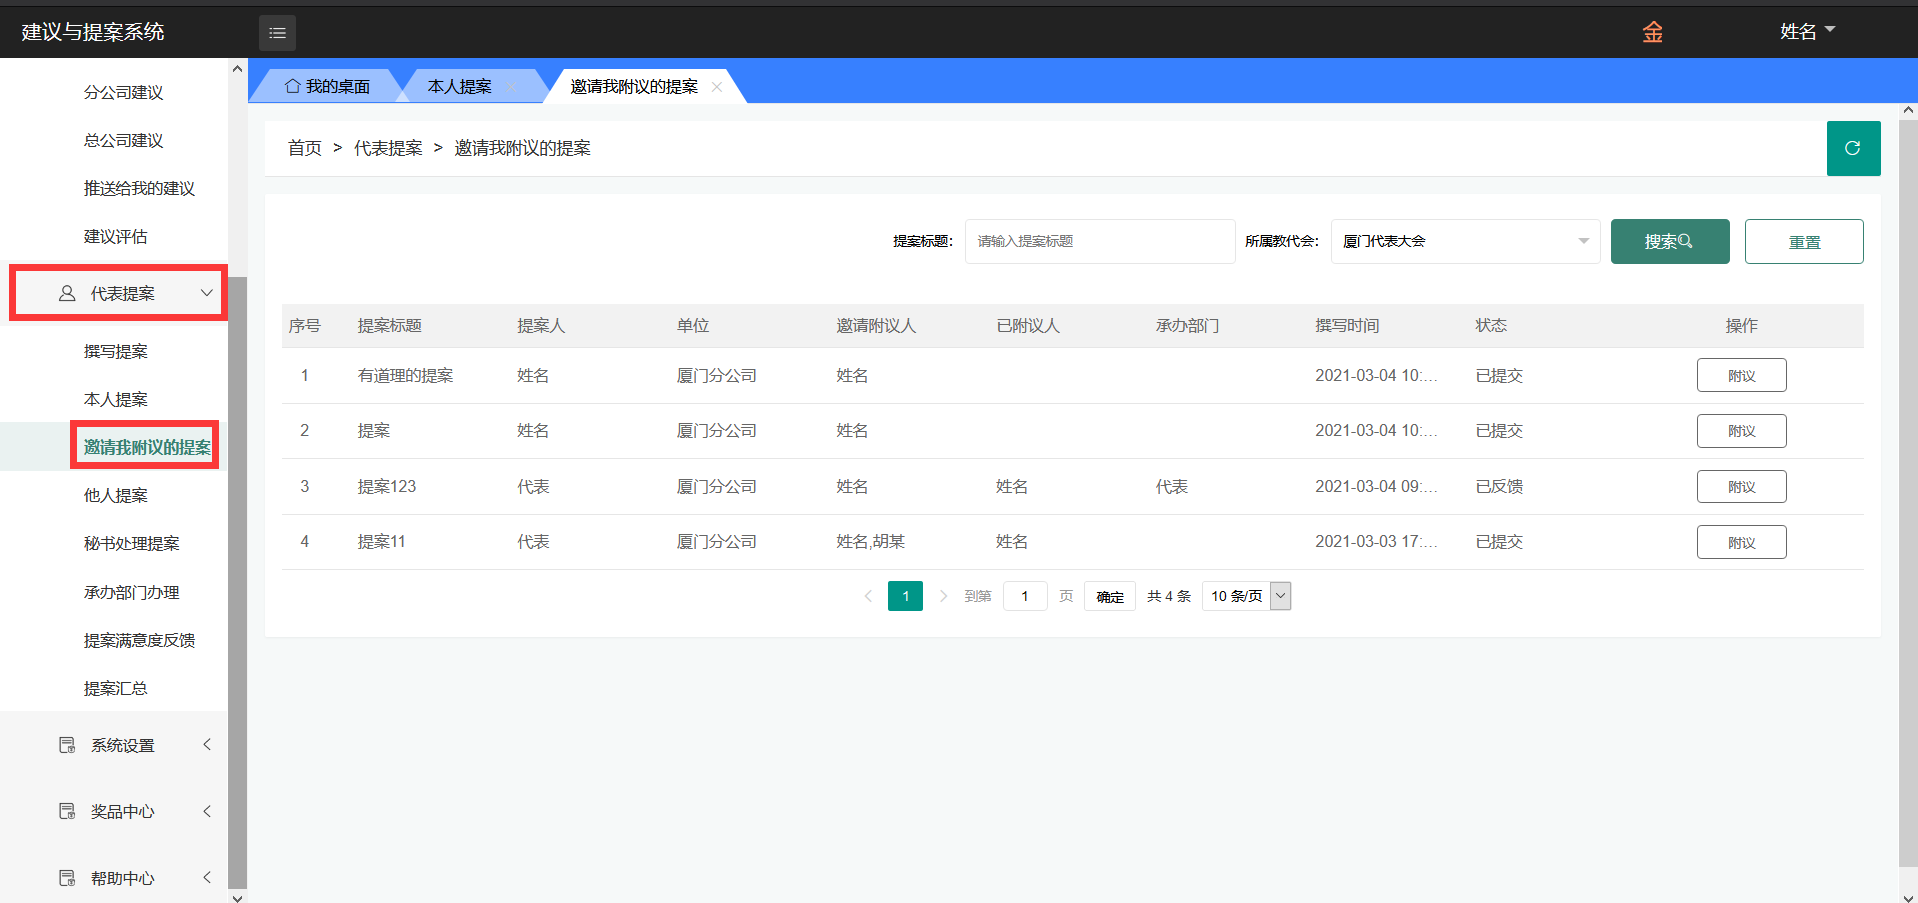 建议与提案系统
金
姓名
分公司建议
总公司建议
推送给我的建议
建议评估
代表提案
撰写提案
本人提案
邀请我附议的提案
他人提案
秘书处理提案
承办部门办理
提案满意度反馈
提案汇总
系统设置
奖品中心
帮助中心
我的桌面 本人提案 邀请我附议的提案
首页 > 代表提案 > 邀请我附议的提案
提案标题： 请输入提案标题 所属教代会： 厦门代表大会 搜索 重置
序号 提案标题 提案人 单位 邀请附议人 已附议人 承办部门 撰写时间 状态 操作
1 有道理的提案 姓名 厦门分公司 姓名 2021-03-04 10:... 已提交 附议
2 提案 姓名 厦门分公司 姓名 2021-03-04 10:... 已提交 附议
3 提案123 代表 厦门分公司 姓名 姓名 代表 2021-03-04 09:... 已反馈 附议
4 提案11 代表 厦门分公司 姓名,胡某 姓名 2021-03-03 17:... 已提交 附议
1 到第 1 页 确定 共 4 条 10 条/页